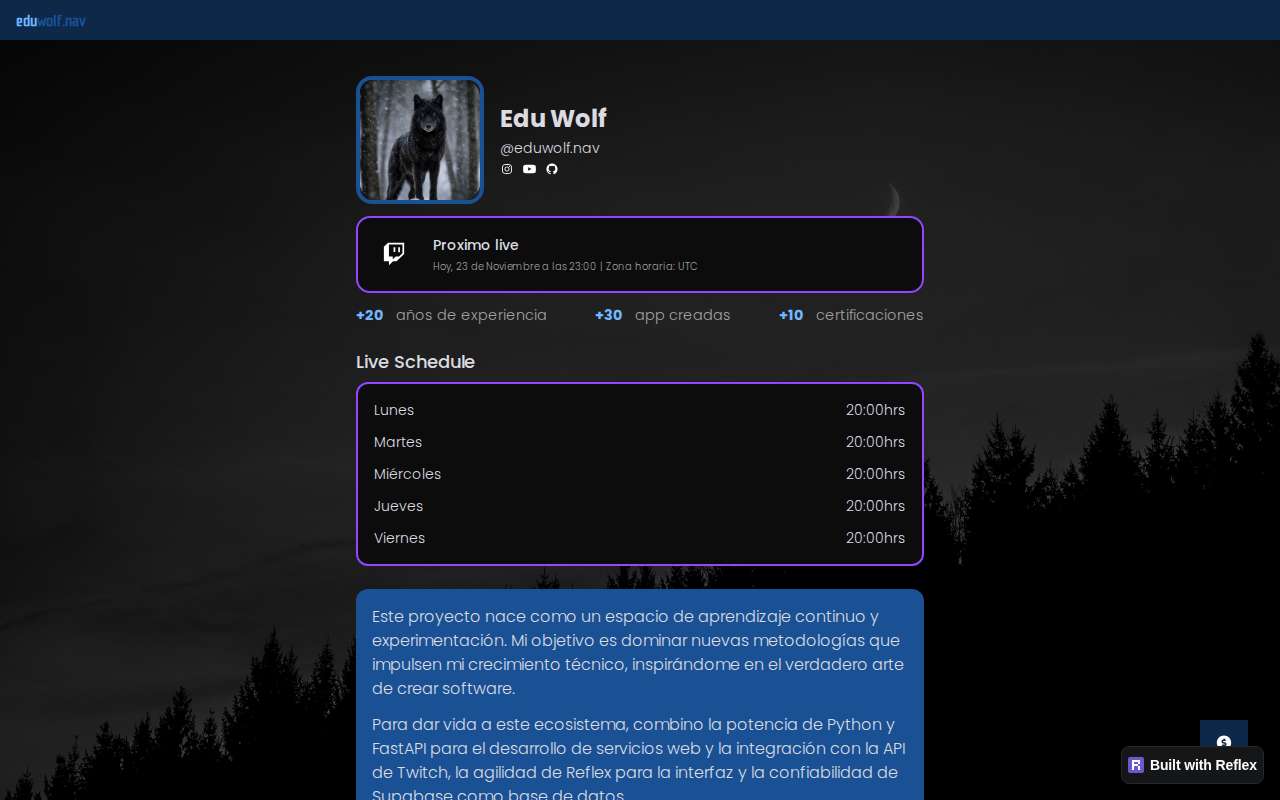 eduwolf.nav
Edu Wolf
@eduwolf.nav
Proximo live
Hoy, 23 de Noviembre a las 23:00 | Zona horaria: UTC
+20 años de experiencia +30 app creadas +10 certificaciones
Live Schedule
Lunes 20:00hrs
Martes 20:00hrs
Miércoles 20:00hrs
Jueves 20:00hrs
Viernes 20:00hrs
Este proyecto nace como un espacio de aprendizaje continuo y
experimentación. Mi objetivo es dominar nuevas metodologías que
impulsen mi crecimiento técnico, inspirándome en el verdadero arte
de crear software.
Para dar vida a este ecosistema, combino la potencia de Python y
FastAPI para el desarrollo de servicios web y la integración con la API
de Twitch, la agilidad de Reflex para la interfaz y la confiabilidad de
Supabase como base de datos.
Built with Reflex